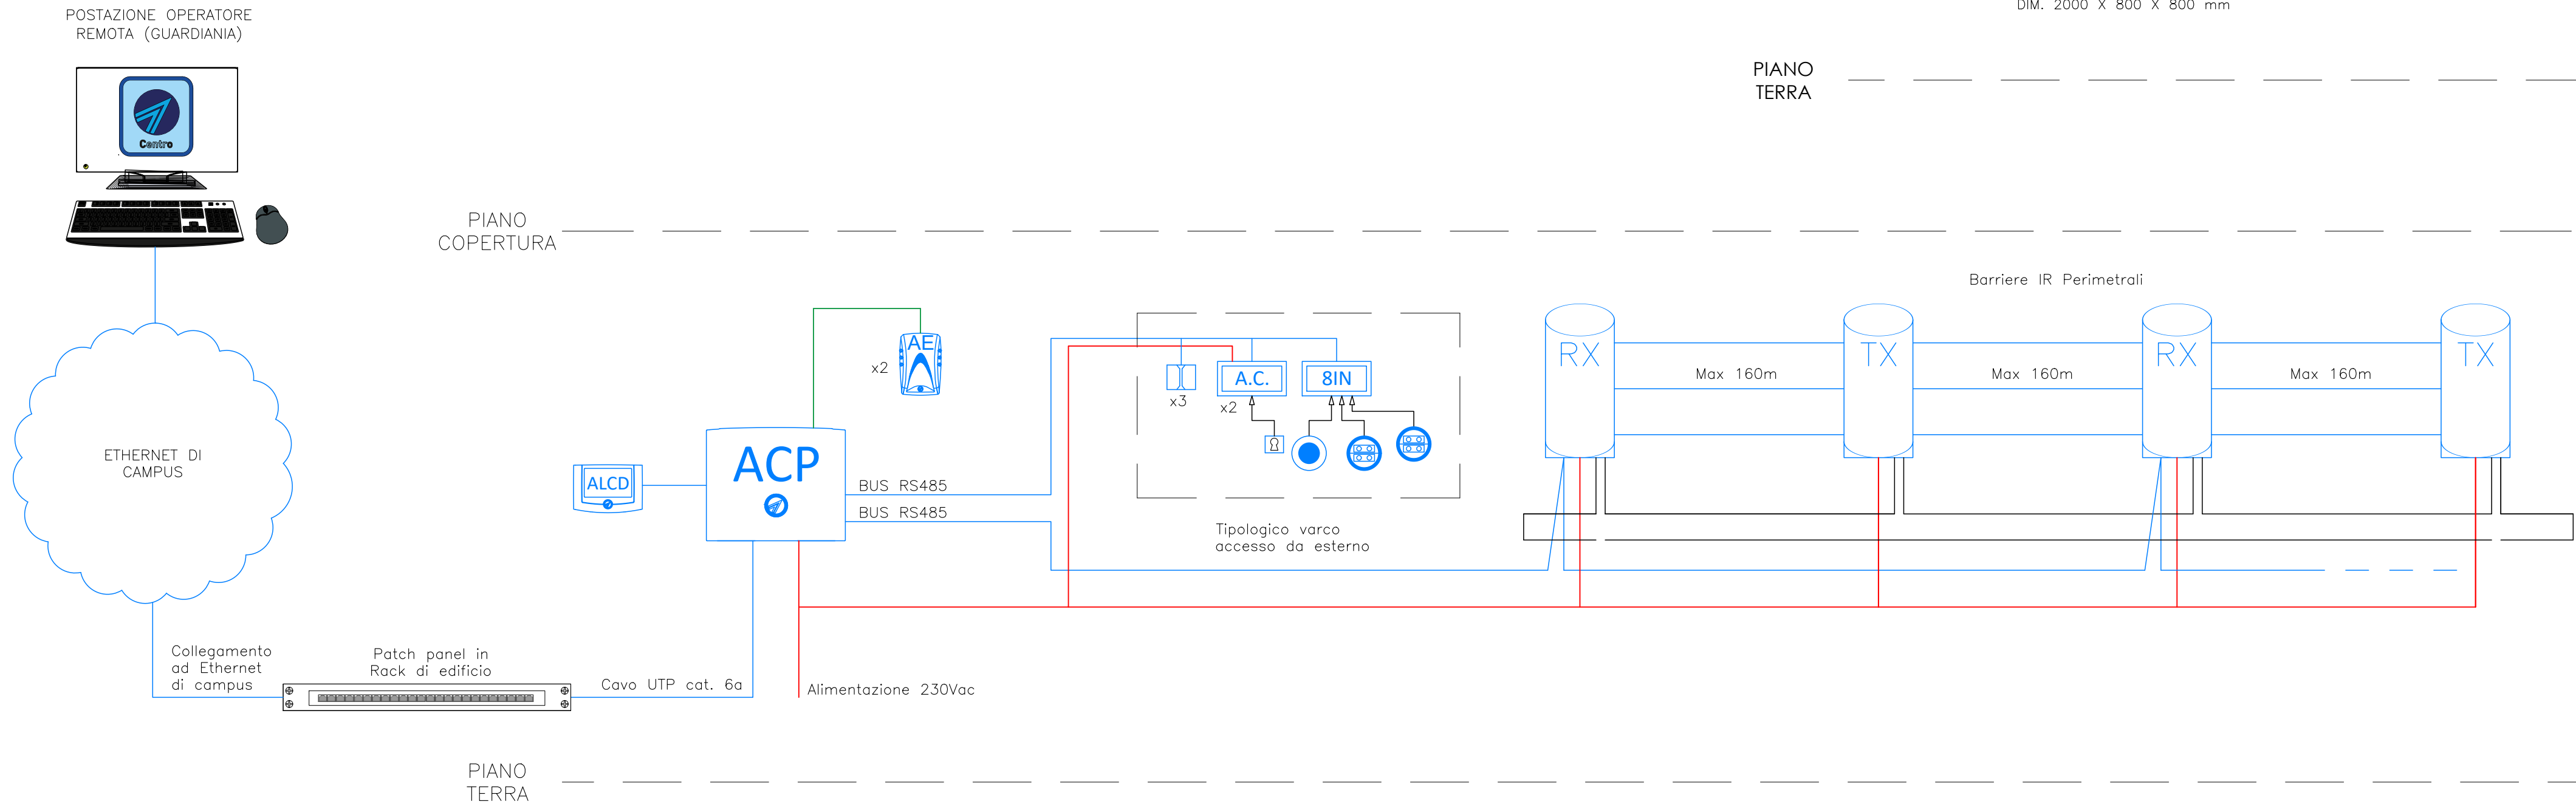 POSTAZIONE OPERATORE
REMOTA (GUARDIANIA)
DIM. 2000 X 800 X 800 mm
PIANO
TERRA
Centro
PIANO
COPERTURA
Barriere IR Perimetrali
AE
x2
x3
A.C.
x2
8IN
RX
Max 160m
TX
Max 160m
RX
Max 160m
TX
ETHERNET DI
CAMPUS
ALCD
ACP
BUS RS485
BUS RS485
Tipologico varco
accesso da esterno
Collegamento
ad Ethernet
di campus
Patch panel in
Rack di edificio
Cavo UTP cat. 6a
Alimentazione 230Vac
PIANO
TERRA